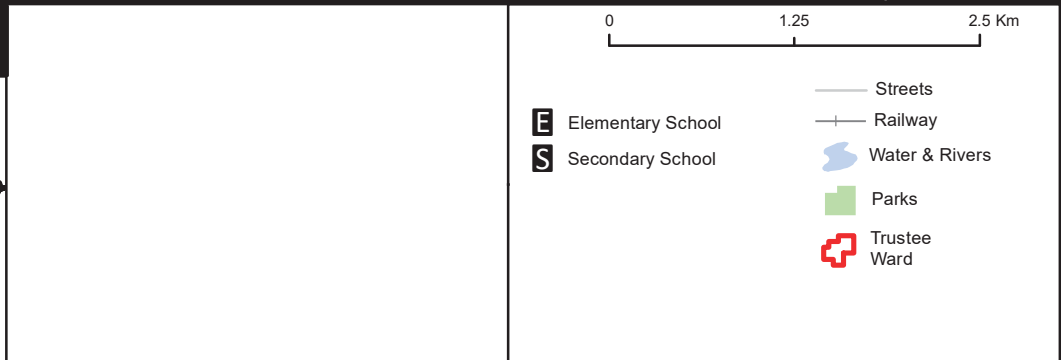 0 1.25 2.5 Km
Streets
E Elementary School
Railway
S Secondary School
Water & Rivers
Parks
Trustee
Ward